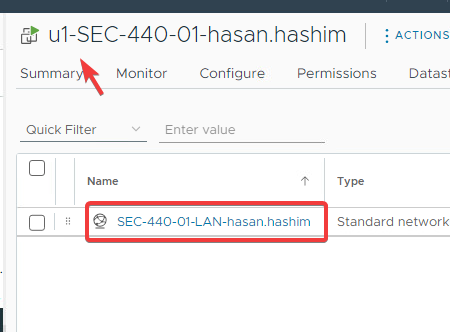 u1-SEC-440-01-hasan.hashim ACTIONS
Summary Monitor Configure Permissions Datast
Quick Filter Enter value
Name Type
SEC-440-01-LAN-hasan.hashim Standard network